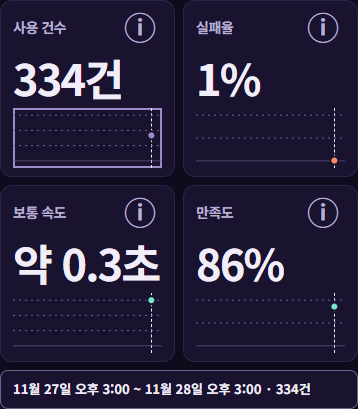 사용 건수
334건
실패율
1%
보통 속도
약 0.3초
만족도
86%
11월 27일 오후 3:00 ~ 11월 28일 오후 3:00 · 334건